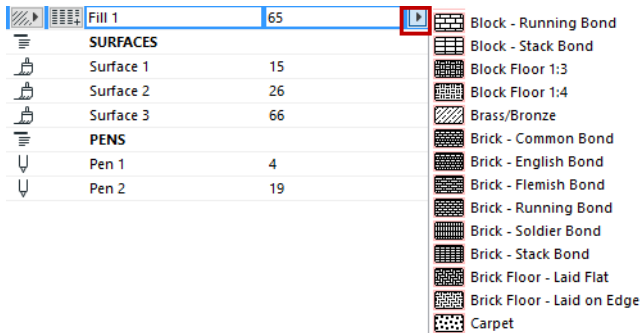 Fill 1 65
SURFACES
Surface 1 15
Surface 2 26
Surface 3 66
PENS
Pen 1 4
Pen 2 19
Block - Running Bond
Block - Stack Bond
Block Floor 1:3
Block Floor 1:4
Brass/Bronze
Brick - Common Bond
Brick - English Bond
Brick - Flemish Bond
Brick - Running Bond
Brick - Soldier Bond
Brick - Stack Bond
Brick Floor - Laid Flat
Brick Floor - Laid on Edge
Carpet